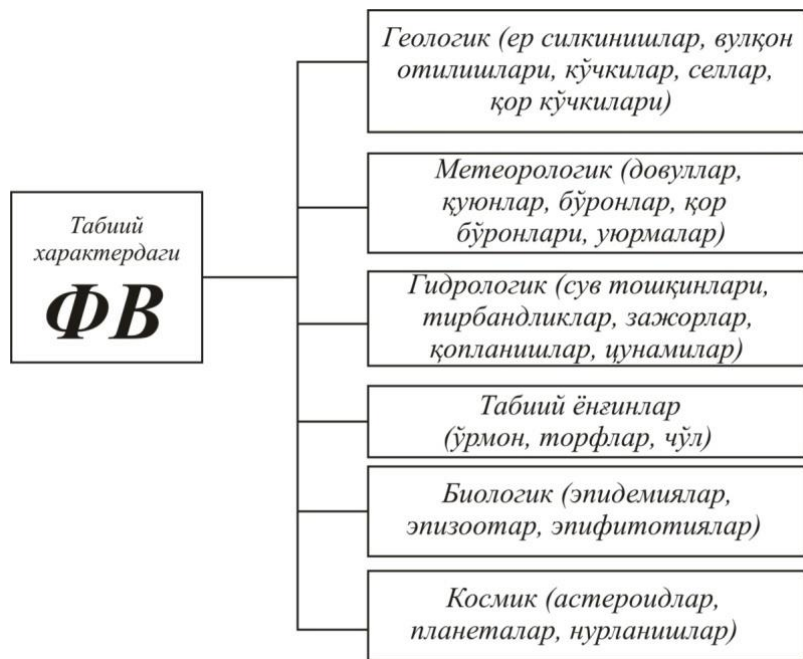 Табиий
характердаги
ФВ
Геологик (ер силкинишлар, вулқон
отилишлари, кўчкилар, селлар,
қор кўчкилари)
Метеорологик (довуллар,
қуюнлар, бўронлар, қор
бўронлари, уюрмалар)
Гидрологик (сув тошқинлари,
тирбандликлар, зажорлар,
қопланишлар, цунамилар)
Табиий ёнғинлар
(ўрмон, торфлар, чўл)
Биологик (эпидемиялар,
эпизоотар, эпифитотиялар)
Космик (астероидлар,
планеталар, нурланишлар)